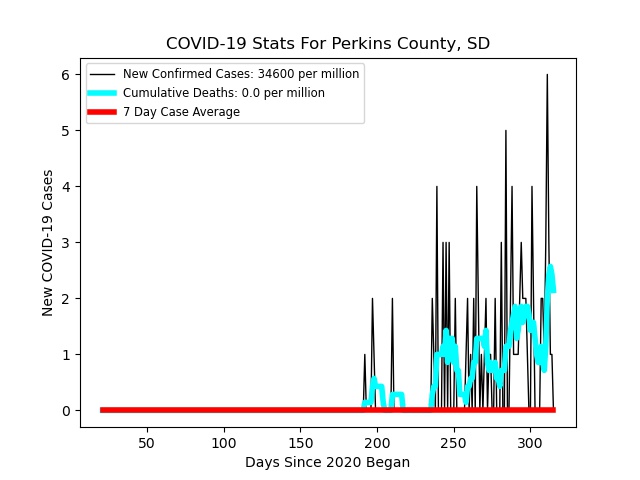 COVID-19 Stats For Perkins County, SD
New Confirmed Cases: 34600 per million
Cumulative Deaths: 0.0 per million
7 Day Case Average
New COVID-19 Cases
6
5
4
3
2
1
0
50 100 150 200 250 300
Days Since 2020 Began